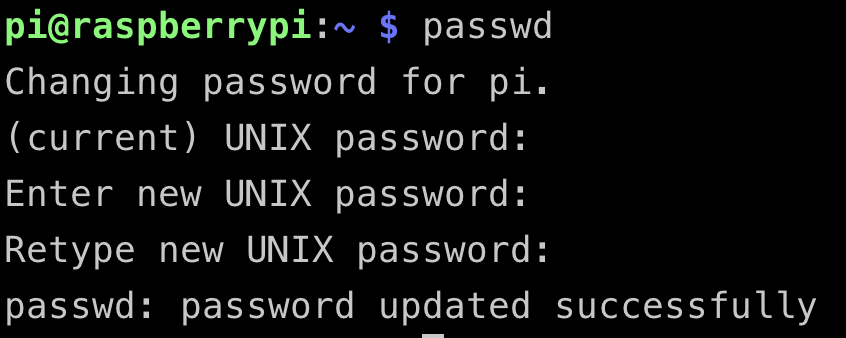 pi@raspberrypi:~ $ passwd
Changing password for pi.
(current) UNIX password:
Enter new UNIX password:
Retype new UNIX password:
passwd: password updated successfully